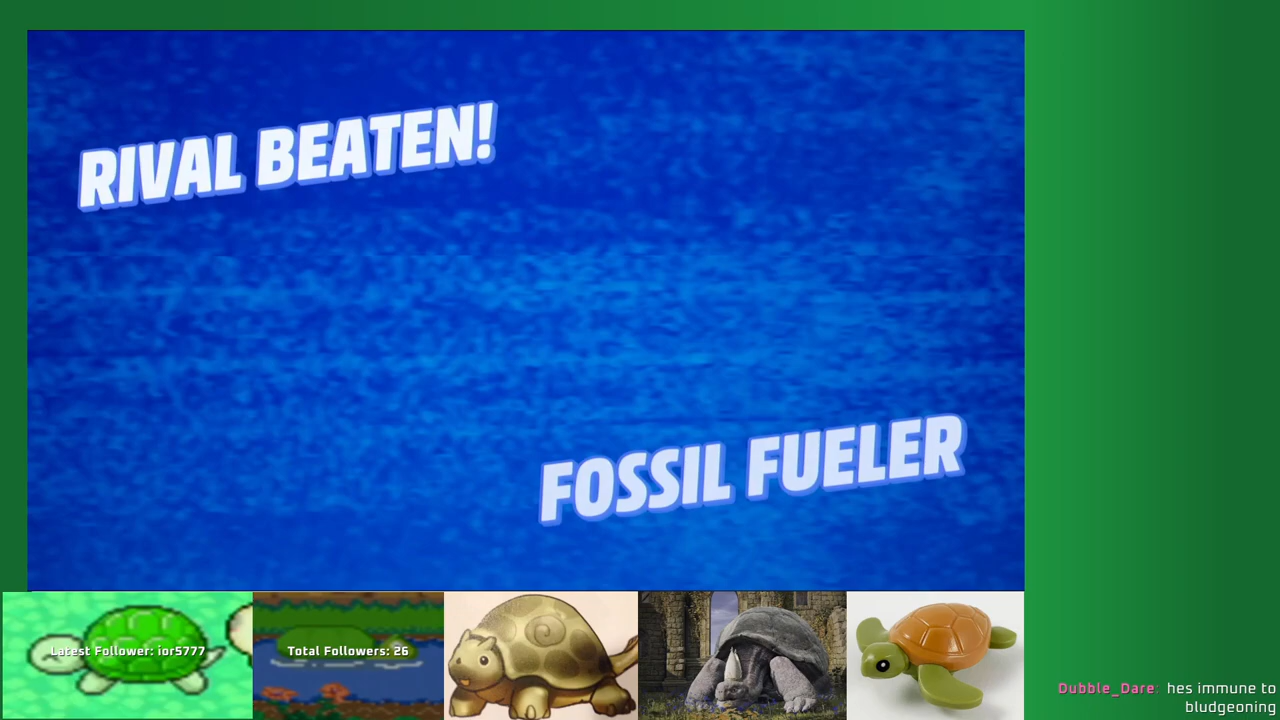 RIVAL BEATEN!
FOSSIL FUELER
Latest Follower: ior5777
Total Followers: 26
Dubble_Dare: hes immune to
bludgeoning